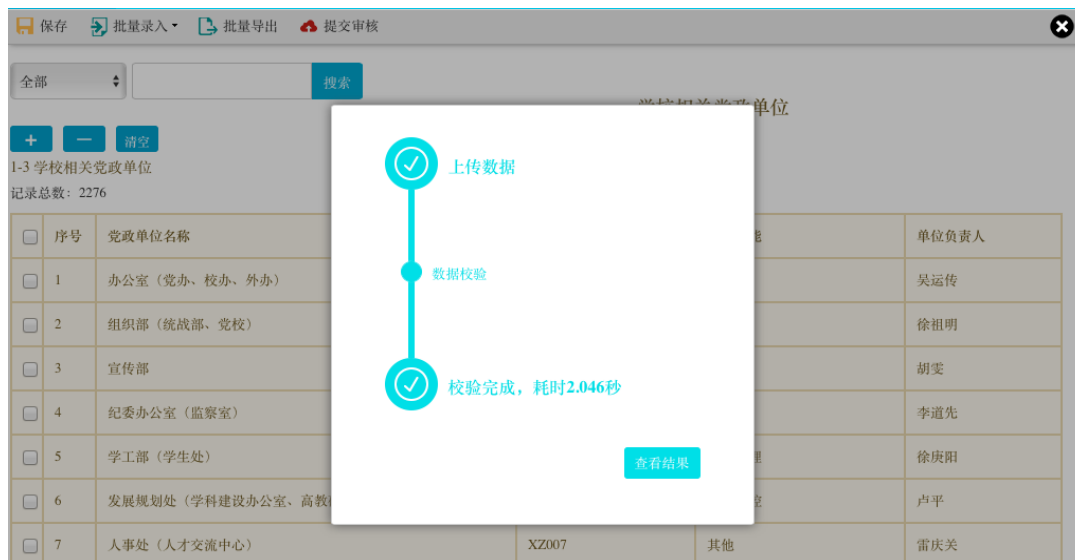 保存 批量录入 批量导出 提交审核
全部 搜索
单位
清空
1-3 学校相关党政单位
记录总数：2276
序号 党政单位名称 单位负责人
1 办公室（党办、校办、外办） 吴运传
2 组织部（统战部、党校） 徐祖明
3 宣传部 胡雯
4 纪委办公室（监察室） 李道先
5 学工部（学生处） 徐庚阳
6 发展规划处（学科建设办公室、高教 卢平
7 人事处（人才交流中心） XZ007 其他 雷庆关
上传数据
数据校验
校验完成，耗时2.046秒
查看结果